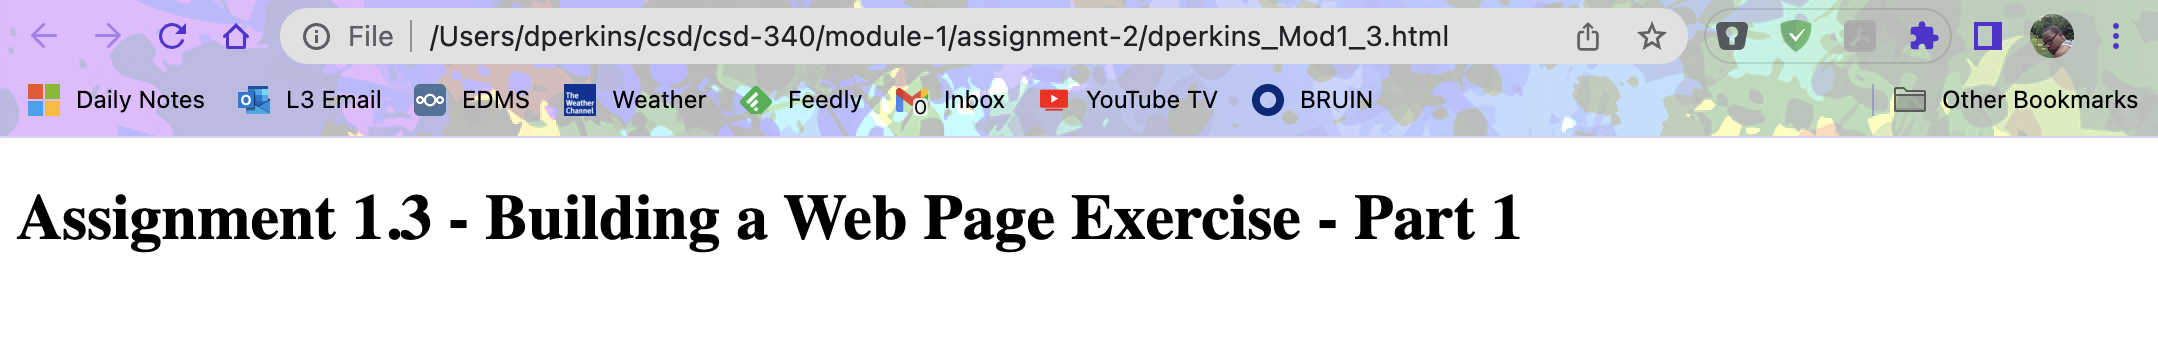 File /Users/dperkins/csd/csd-340/module-1/assignment-2/dperkins_Mod1_3.html
Daily Notes L3 Email EDMS The Weather Channel Weather Feedly 0 Inbox YouTube TV BRUIN Other Bookmarks
Assignment 1.3 - Building a Web Page Exercise - Part 1